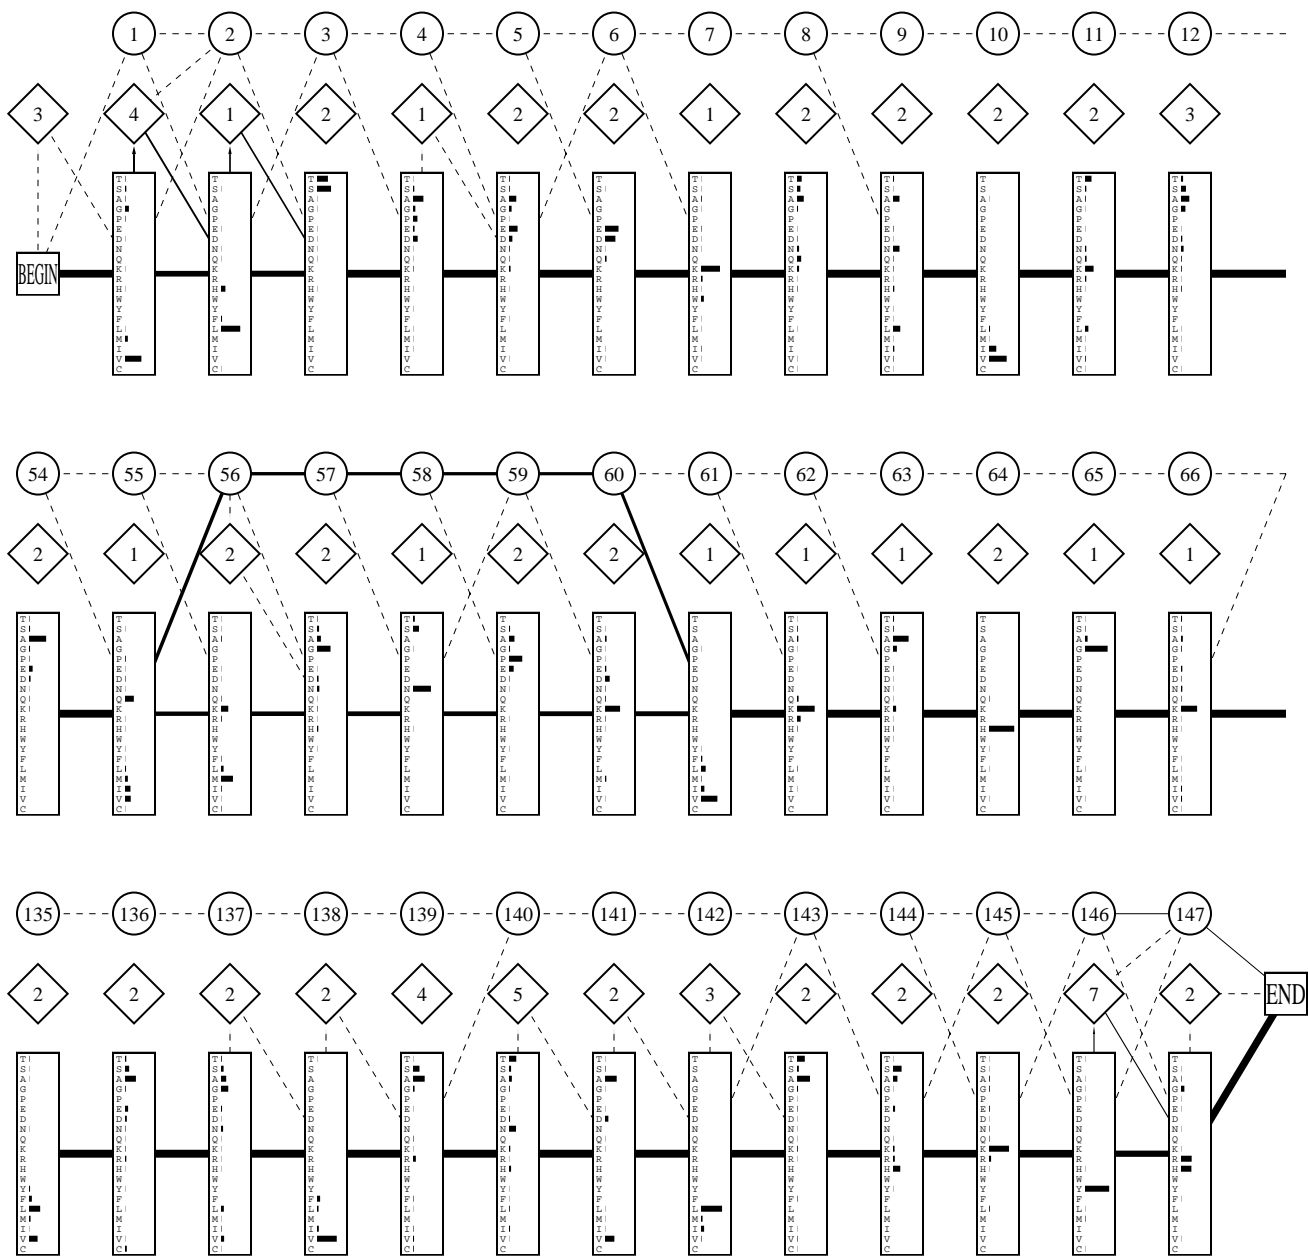 1 2 3 4 5 6 7 8 9 10 11 12
3 4 1 2 1 2 2 1 2 2 2 2 3
BEGIN
T S A G P E D N Q K R H W Y F L M I V C
T S A G P E D N Q K R H W Y F L M I V C
T S A G P E D N Q K R H W Y F L M I V C
T S A G P E D N Q K R H W Y F L M I V C
T S A G P E D N Q K R H W Y F L M I V C
T S A G P E D N Q K R H W Y F L M I V C
T S A G P E D N Q K R H W Y F L M I V C
T S A G P E D N Q K R H W Y F L M I V C
T S A G P E D N Q K R H W Y F L M I V C
T S A G P E D N Q K R H W Y F L M I V C
T S A G P E D N Q K R H W Y F L M I V C
T S A G P E D N Q K R H W Y F L M I V C
54 55 56 57 58 59 60 61 62 63 64 65 66
2 1 2 2 1 2 2 1 1 1 2 1 1
T S A G P E D N Q K R H W Y F L M I V C
T S A G P E D N Q K R H W Y F L M I V C
T S A G P E D N Q K R H W Y F L M I V C
T S A G P E D N Q K R H W Y F L M I V C
T S A G P E D N Q K R H W Y F L M I V C
T S A G P E D N Q K R H W Y F L M I V C
T S A G P E D N Q K R H W Y F L M I V C
T S A G P E D N Q K R H W Y F L M I V C
T S A G P E D N Q K R H W Y F L M I V C
T S A G P E D N Q K R H W Y F L M I V C
T S A G P E D N Q K R H W Y F L M I V C
T S A G P E D N Q K R H W Y F L M I V C
T S A G P E D N Q K R H W Y F L M I V C
135 136 137 138 139 140 141 142 143 144 145 146 147
2 2 2 2 4 5 2 3 2 2 2 7 2 END
T S A G P E D N Q K R H W Y F L M I V C
T S A G P E D N Q K R H W Y F L M I V C
T S A G P E D N Q K R H W Y F L M I V C
T S A G P E D N Q K R H W Y F L M I V C
T S A G P E D N Q K R H W Y F L M I V C
T S A G P E D N Q K R H W Y F L M I V C
T S A G P E D N Q K R H W Y F L M I V C
T S A G P E D N Q K R H W Y F L M I V C
T S A G P E D N Q K R H W Y F L M I V C
T S A G P E D N Q K R H W Y F L M I V C
T S A G P E D N Q K R H W Y F L M I V C
T S A G P E D N Q K R H W Y F L M I V C
T S A G P E D N Q K R H W Y F L M I V C